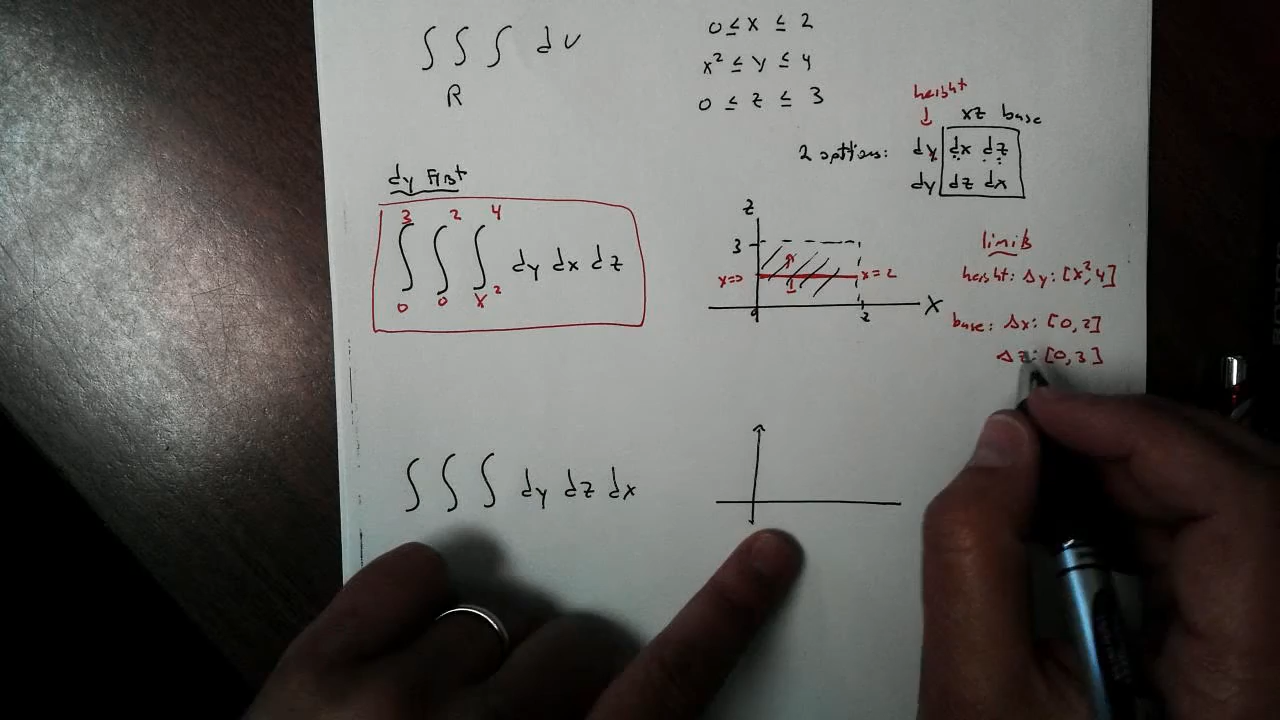 ∫ ∫ ∫ dV
R
0 ≤ x ≤ 2
x² ≤ y ≤ 4
0 ≤ z ≤ 3
height
↓ xz base
2 options: dy dx dz
dy dz dx
dy First
3 2 4
∫ ∫ ∫ dy dx dz
0 0 x²
z
3
x=0 x=2
1
0 2 x
limits
height: Δy: [x², 4]
base: Δx: [0, 2]
Δz: [0, 3]
∫ ∫ ∫ dy dz dx